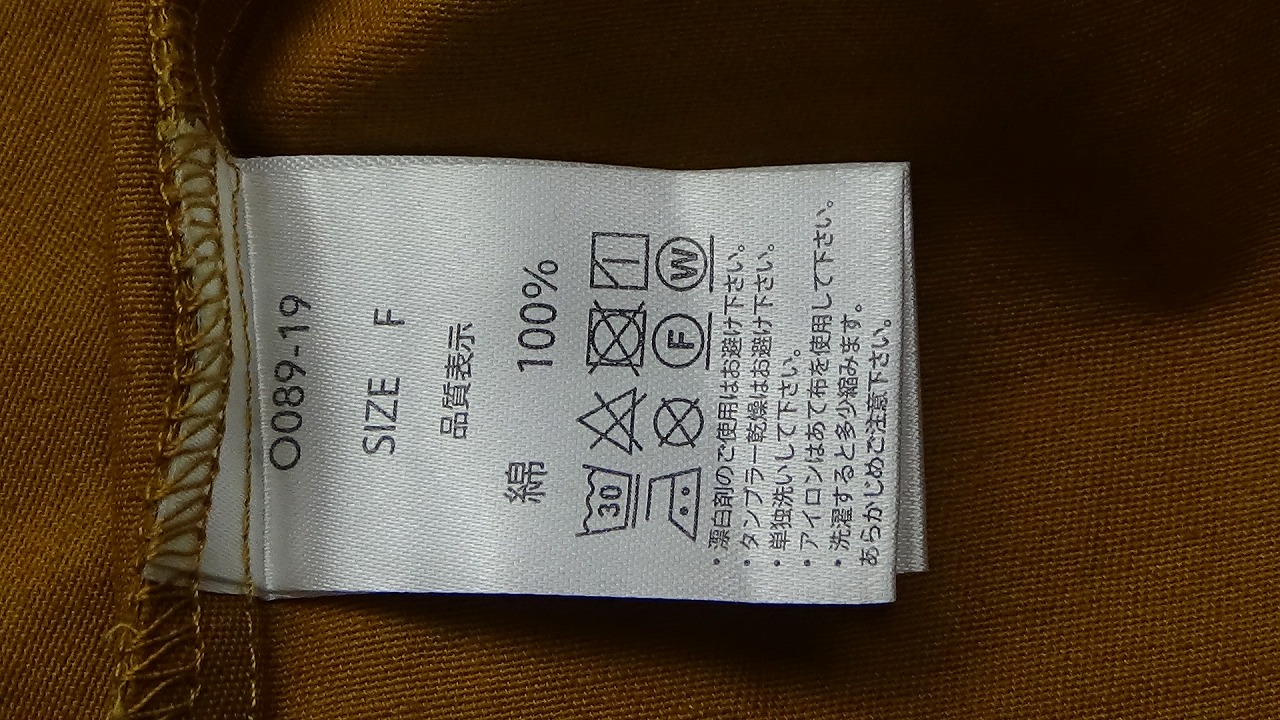 O089-19
SIZE F
品質表示
綿 100%
30
F W
・漂白剤のご使用はお避け下さい。
・タンブラー乾燥はお避け下さい。
・単独洗いして下さい。
・アイロンはあて布を使用して下さい。
・洗濯すると多少縮みます。
あらかじめご注意下さい。